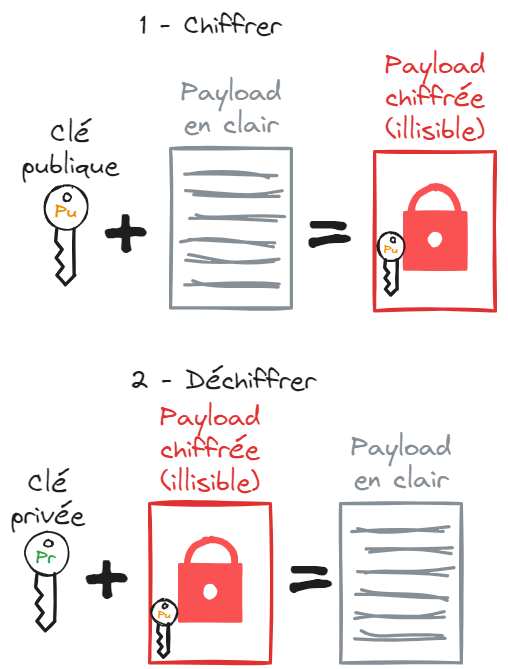 1 - Chiffrer
Payload
en clair
Payload
chiffrée
(illisible)
Clé
publique
Pu
Pu
2 - Déchiffrer
Payload
chiffrée
(illisible)
Payload
en clair
Clé
privée
Pr
Pu